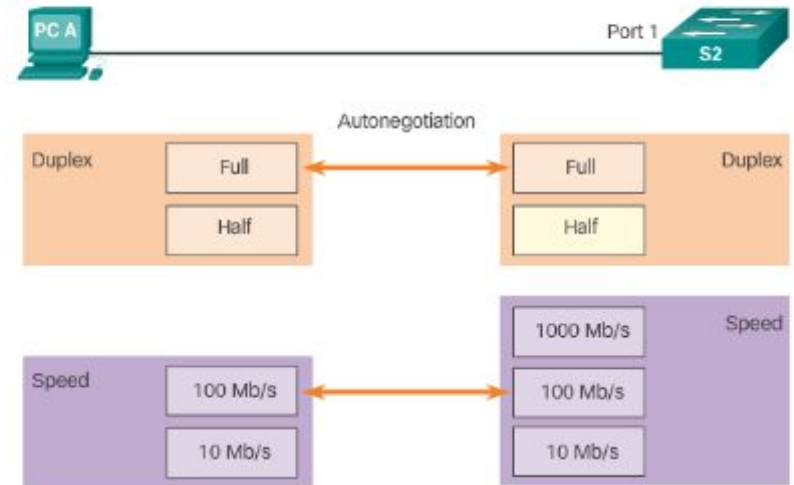 PC A
Port 1
S2
Autonegotiation
Duplex
Full
Full
Duplex
Half
Half
1000 Mb/s
Speed
Speed
100 Mb/s
100 Mb/s
10 Mb/s
10 Mb/s